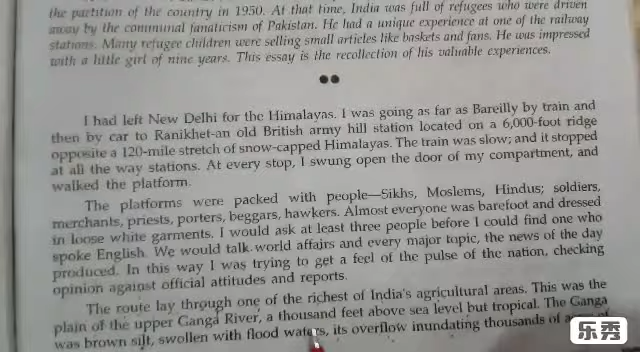 the partition of the country in 1950. At that time, India was full of refugees who were driven
away by the communal fanaticism of Pakistan. He had a unique experience at one of the railway
stations. Many refugee children were selling small articles like baskets and fans. He was impressed
with a little girl of nine years. This essay is the recollection of his valuable experiences.
I had left New Delhi for the Himalayas. I was going as far as Bareilly by train and
then by car to Ranikhet-an old British army hill station located on a 6,000-foot ridge
opposite a 120-mile stretch of snow-capped Himalayas. The train was slow; and it stopped
at all the way stations. At every stop, I swung open the door of my compartment, and
walked the platform.
The platforms were packed with people—Sikhs, Moslems, Hindus; soldiers,
merchants, priests, porters, beggars, hawkers. Almost everyone was barefoot and dressed
in loose white garments. I would ask at least three people before I could find one who
spoke English. We would talk world affairs and every major topic, the news of the day
produced. In this way I was trying to get a feel of the pulse of the nation, checking
opinion against official attitudes and reports.
The route lay through one of the richest of India's agricultural areas. This was the
plain of the upper Ganga River, a thousand feet above sea level but tropical. The Ganga
was brown silt, swollen with flood waters, its overflow inundating thousands of
乐秀